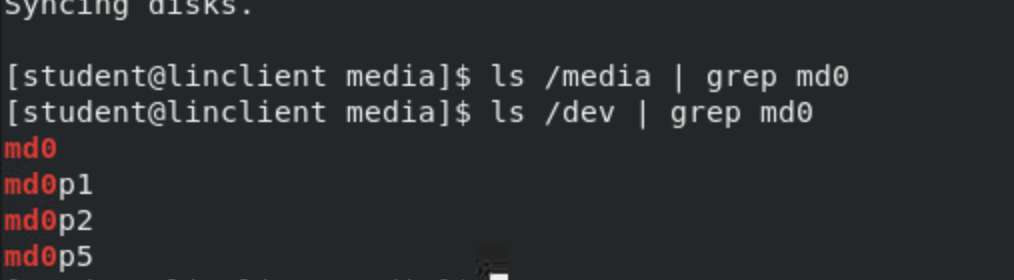 Syncing disks.
[student@linclient media]$ ls /media | grep md0
[student@linclient media]$ ls /dev | grep md0
md0
md0p1
md0p2
md0p5